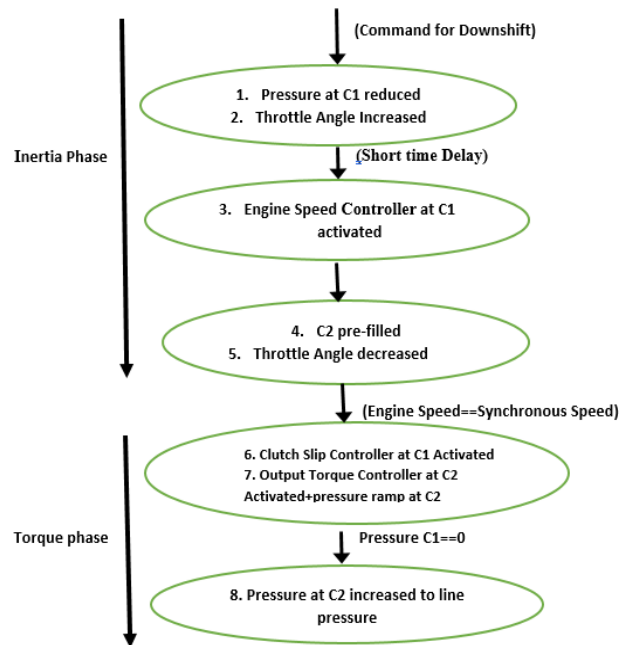 (Command for Downshift)
1. Pressure at C1 reduced
2. Throttle Angle Increased
Inertia Phase
(Short time Delay)
3. Engine Speed Controller at C1
activated
4. C2 pre-filled
5. Throttle Angle decreased
(Engine Speed==Synchronous Speed)
6. Clutch Slip Controller at C1 Activated
7. Output Torque Controller at C2
Activated+pressure ramp at C2
Torque phase
Pressure C1==0
8. Pressure at C2 increased to line
pressure